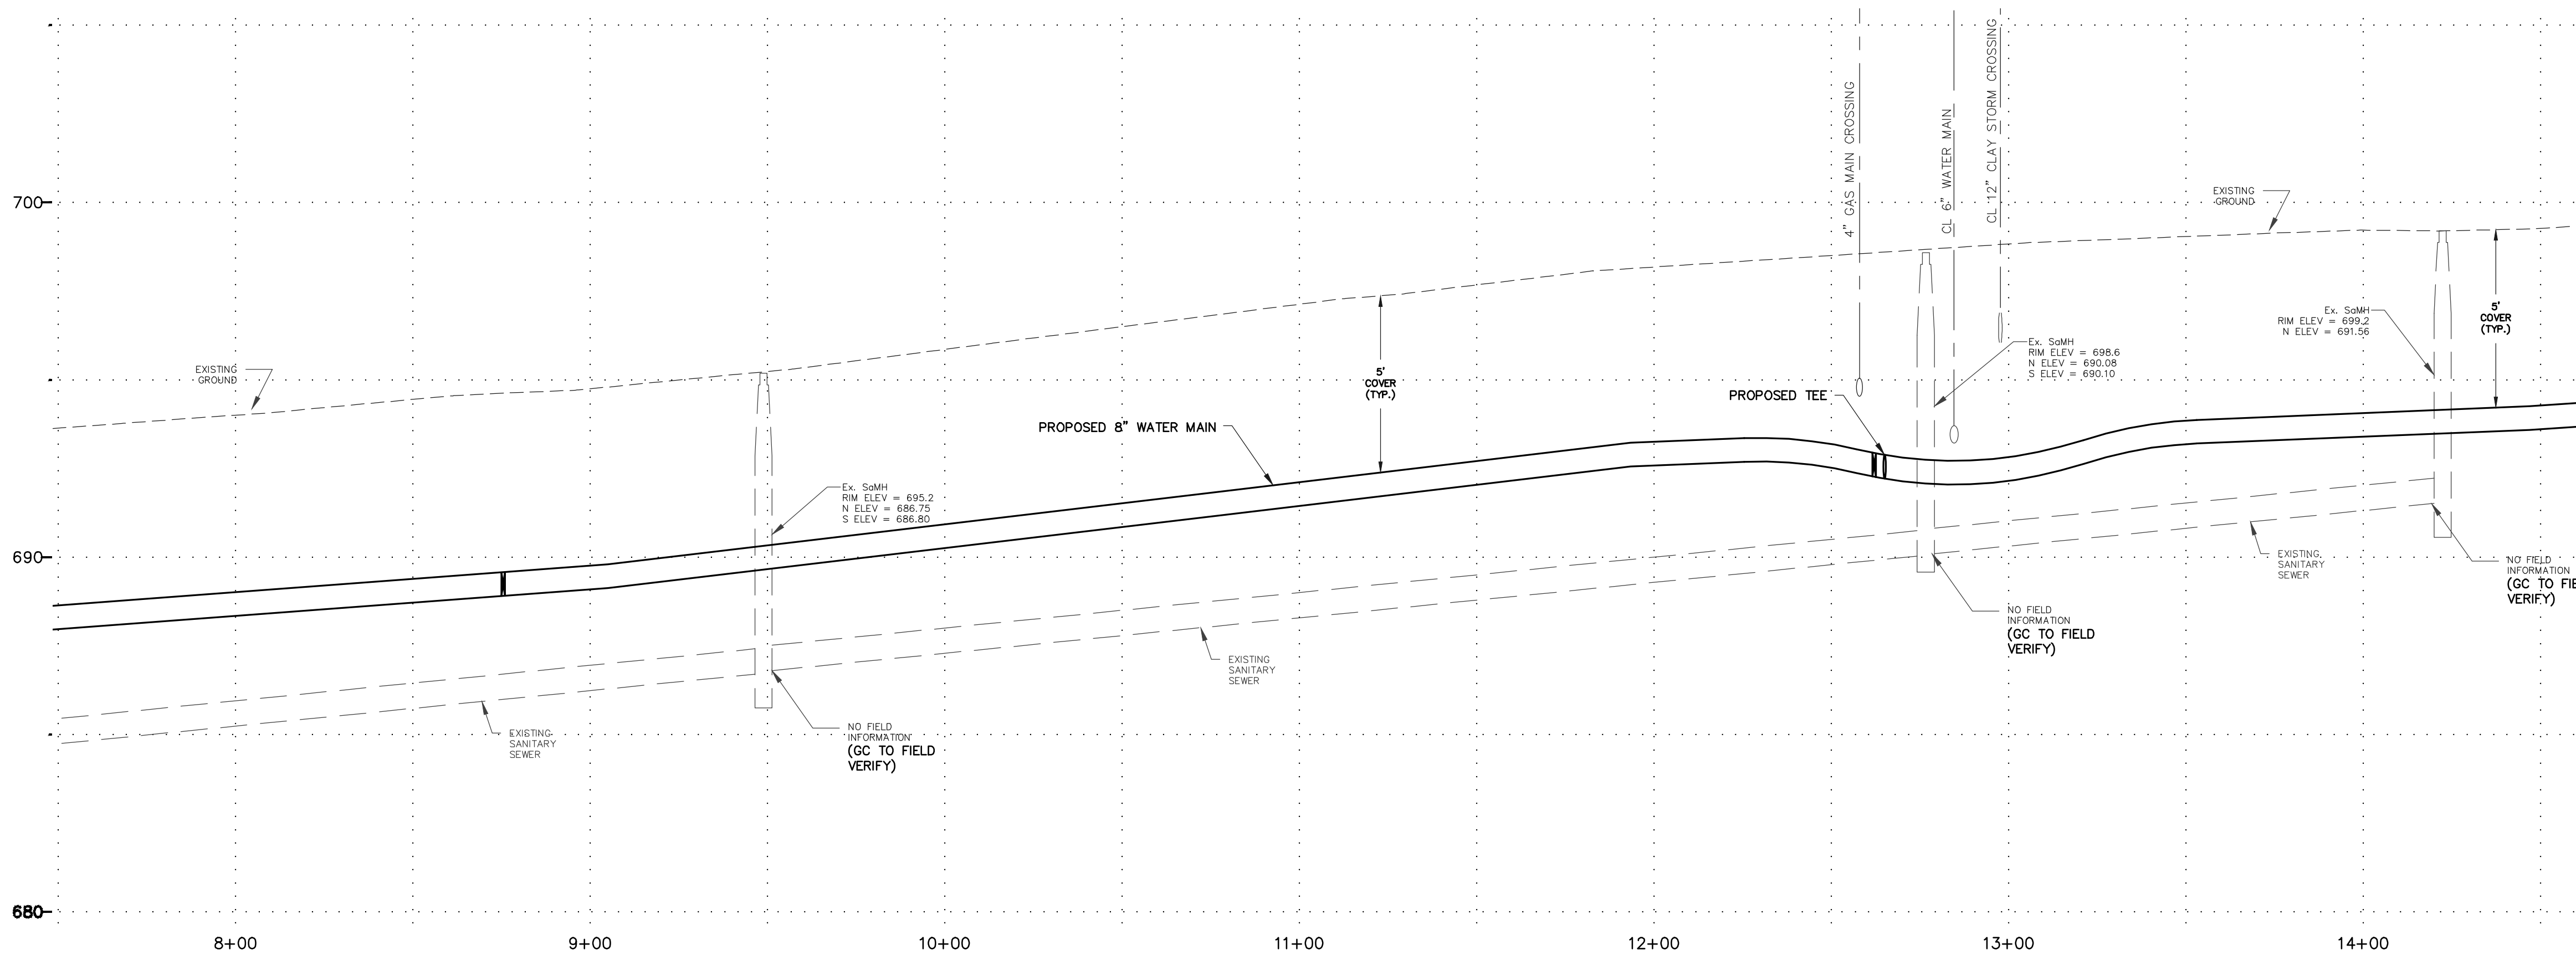 4" GAS MAIN CROSSING
CL 6" WATER MAIN
CL 12" CLAY STORM CROSSING
700
690
680
EXISTING
GROUND
EXISTING
GROUND
5'
COVER
(TYP.)
5'
COVER
(TYP.)
Ex. SaMH
RIM ELEV = 699.2
N ELEV = 691.56
Ex. SaMH
RIM ELEV = 698.6
N ELEV = 690.08
S ELEV = 690.10
PROPOSED TEE
PROPOSED 8" WATER MAIN
Ex. SaMH
RIM ELEV = 695.2
N ELEV = 686.75
S ELEV = 686.80
EXISTING
SANITARY
SEWER
NO FIELD
INFORMATION
(GC TO FIELD
VERIFY)
EXISTING
SANITARY
SEWER
NO FIELD
INFORMATION
(GC TO FIELD
VERIFY)
EXISTING
SANITARY
SEWER
NO FIELD
INFORMATION
(GC TO FIE
VERIFY)
8+00
9+00
10+00
11+00
12+00
13+00
14+00